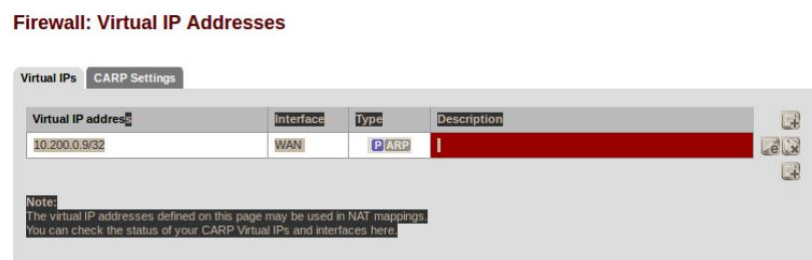 Firewall: Virtual IP Addresses
Virtual IPs CARP Settings
Virtual IP address Interface Type Description
10.200.0.9/32 WAN P ARP
Note:
The virtual IP addresses defined on this page may be used in NAT mappings.
You can check the status of your CARP Virtual IPs and interfaces here.